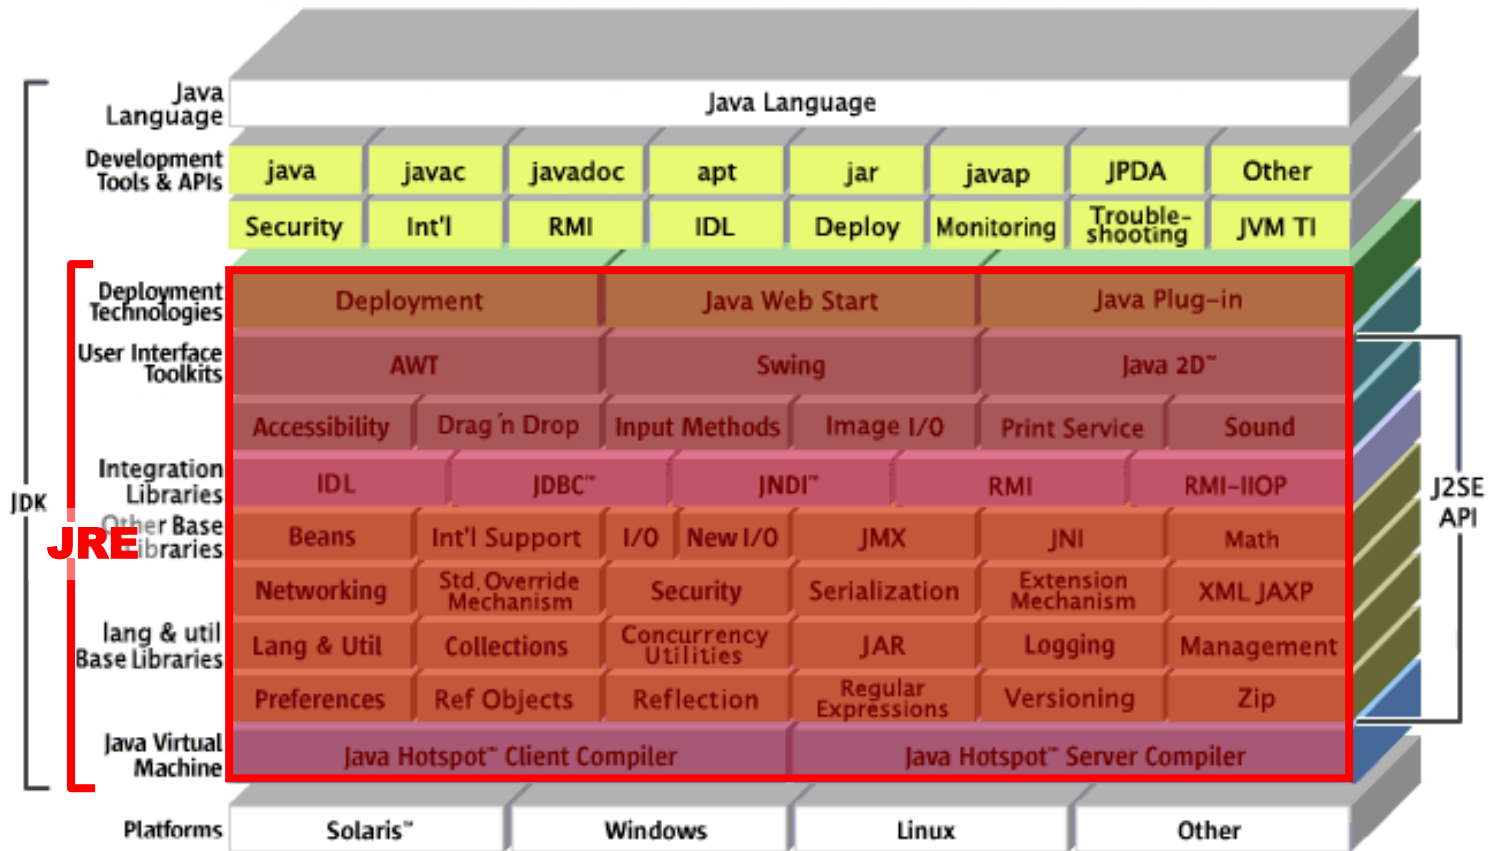 Java
Language
Java Language
Development
Tools & APIs
java
javac
javadoc
apt
jar
javap
JPDA
Other
Security
Int'l
RMI
IDL
Deploy
Monitoring
Trouble-
shooting
JVM TI
Deployment
Technologies
Deployment
Java Web Start
Java Plug-in
User Interface
Toolkits
AWT
Swing
Java 2D™
Accessibility
Drag 'n Drop
Input Methods
Image I/O
Print Service
Sound
Integration
Libraries
IDL
JDBC™
JNDI™
RMI
RMI-IIOP
JDK
J2SE
API
JRE
Other Base
Libraries
Beans
Int'l Support
I/O
New I/O
JMX
JNI
Math
Networking
Std. Override
Mechanism
Security
Serialization
Extension
Mechanism
XML JAXP
lang & util
Base Libraries
Lang & Util
Collections
Concurrency
Utilities
JAR
Logging
Management
Preferences
Ref Objects
Reflection
Regular
Expressions
Versioning
Zip
Java Virtual
Machine
Java Hotspot™ Client Compiler
Java Hotspot™ Server Compiler
Platforms
Solaris™
Windows
Linux
Other